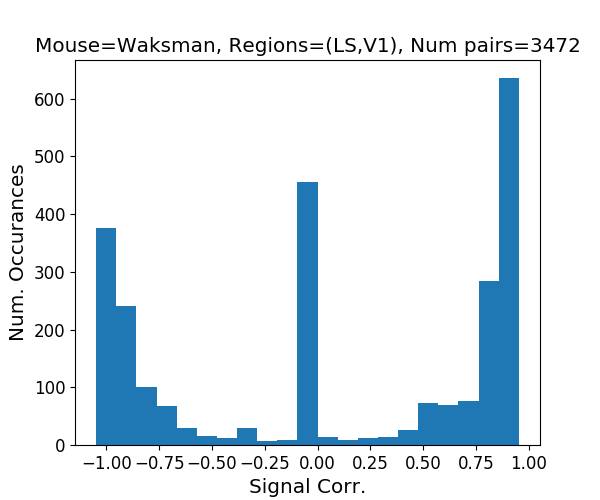 Mouse=Waksman, Regions=(LS,V1), Num pairs=3472
Num. Occurances
600
500
400
300
200
100
0
−1.00 −0.75 −0.50 −0.25 0.00 0.25 0.50 0.75 1.00
Signal Corr.